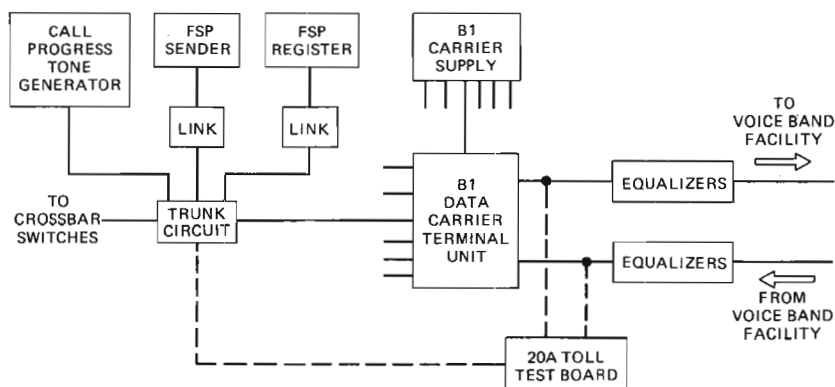 CALL
PROGRESS
TONE
GENERATOR
FSP
SENDER
FSP
REGISTER
B1
CARRIER
SUPPLY
LINK
LINK
TO
VOICE BAND
FACILITY
TO
CROSSBAR
SWITCHES
TRUNK
CIRCUIT
B1
DATA
CARRIER
TERMINAL
UNIT
EQUALIZERS
EQUALIZERS
FROM
VOICE BAND
FACILITY
20A TOLL
TEST BOARD